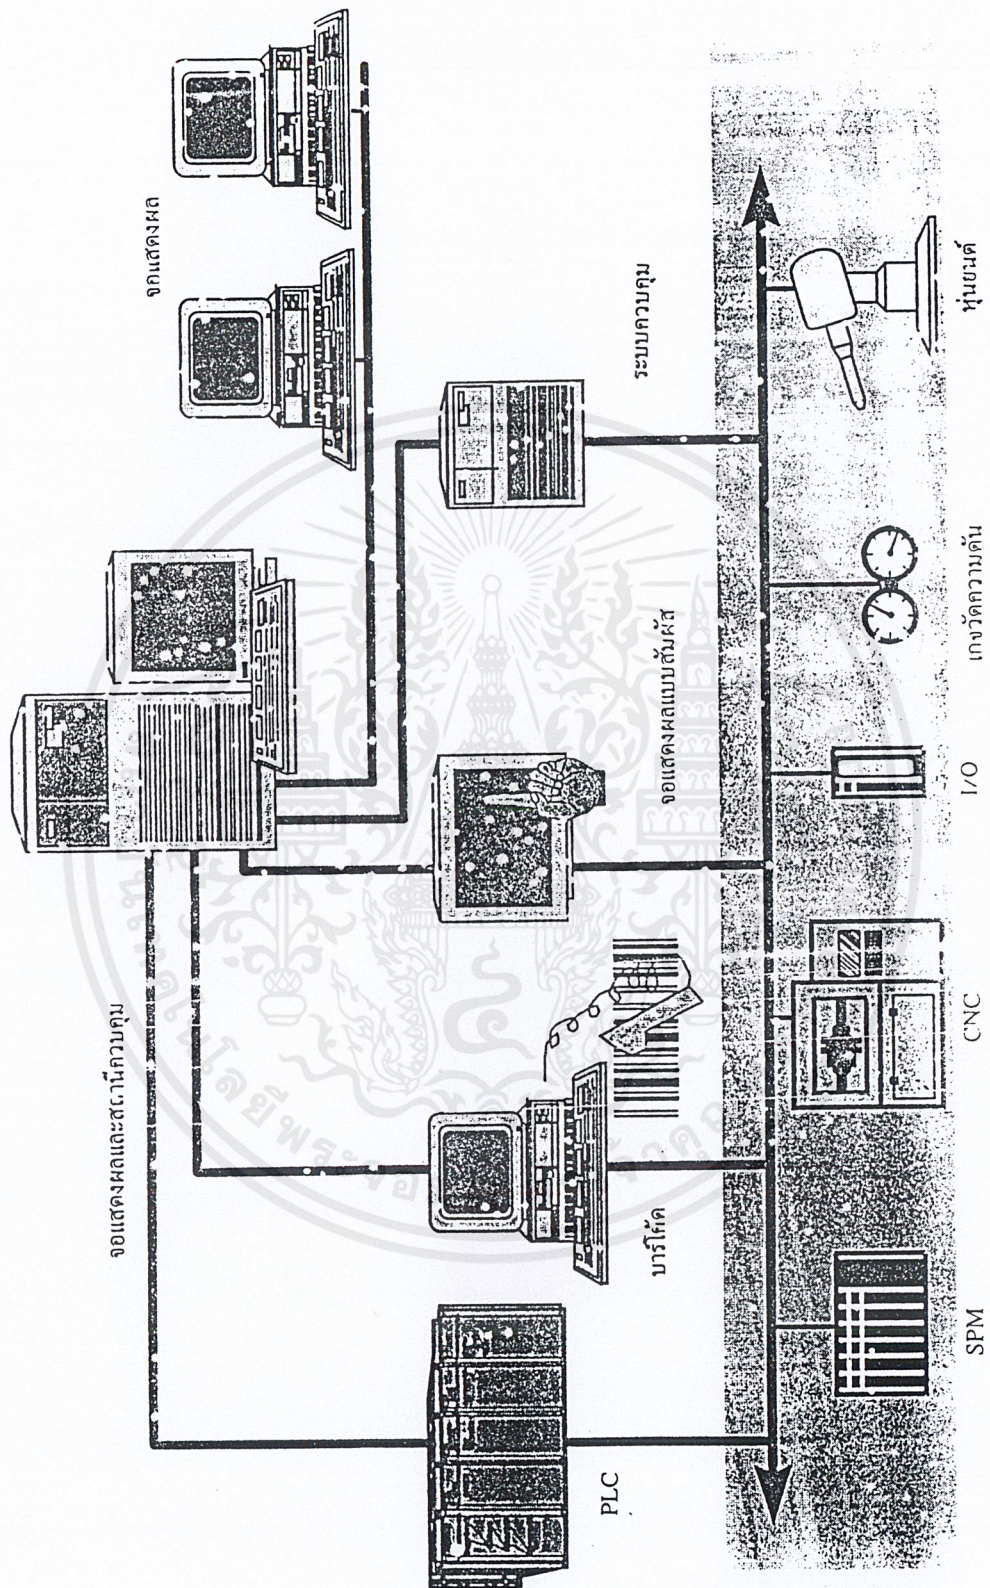 จอแสดงผลและสถานีควบคุม
จอแสดงผล
PLC
บาร์โค้ด
จอแสดงผลแบบสัมผัส
ระบบควบคุม
SPM
CNC
I/O
เกงวัดความดัน
หุ่นยนต์